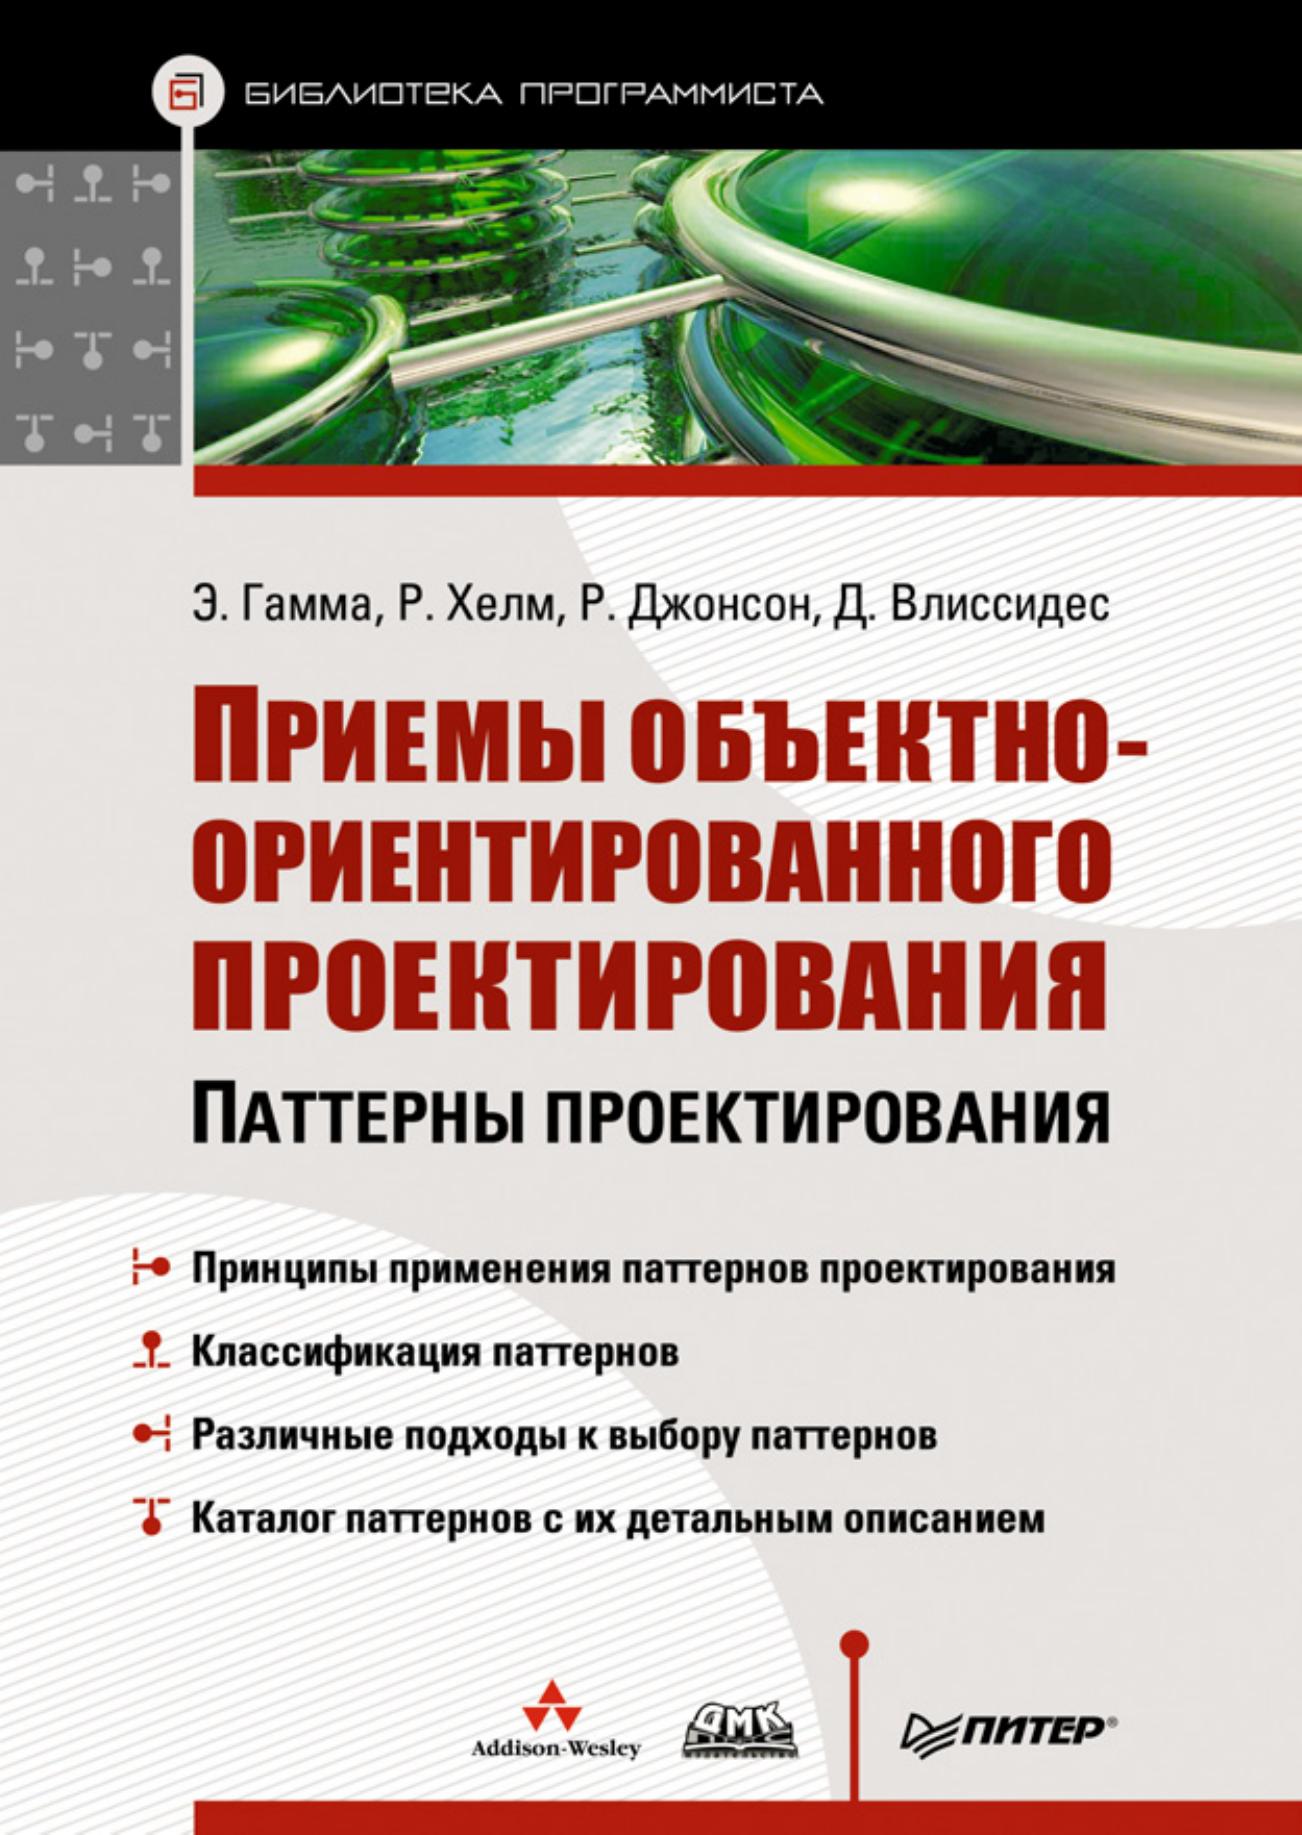 БИБЛИОТЕКА ПРОГРАММИСТА
Э. Гамма, Р. Хелм, Р. Джонсон, Д. Влиссидес
ПРИЕМЫ ОБЪЕКТНО-
ОРИЕНТИРОВАННОГО
ПРОЕКТИРОВАНИЯ
ПАТТЕРНЫ ПРОЕКТИРОВАНИЯ
Принципы применения паттернов проектирования
Классификация паттернов
Различные подходы к выбору паттернов
Каталог паттернов с их детальным описанием
Addison-Wesley
ДМК
ПИТЕР®